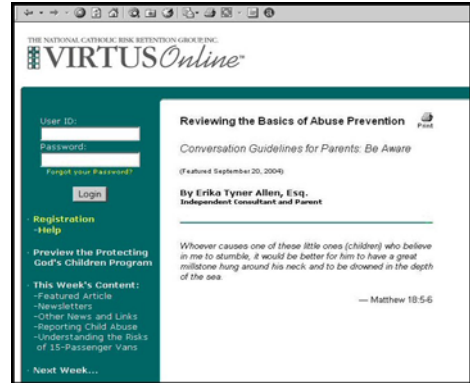 THE NATIONAL CATHOLIC RISK RETENTION GROUP, INC.
VIRTUS Online™
User ID:
Password:
Forgot your Password?
Login
· Registration
-Help
· Preview the Protecting
God's Children Program
· This Week's Content:
-Featured Article
-Newsletters
-Other News and Links
-Reporting Child Abuse
-Understanding the Risks
of 15-Passenger Vans
· Next Week...
Reviewing the Basics of Abuse Prevention
Print
Conversation Guidelines for Parents: Be Aware
(Featured September 20, 2004)
By Erika Tyner Allen, Esq.
Independent Consultant and Parent
Whoever causes one of these little ones (children) who believe
in me to stumble, it would be better for him to have a great
millstone hung around his neck and to be drowned in the depth
of the sea.
— Matthew 18:5-6